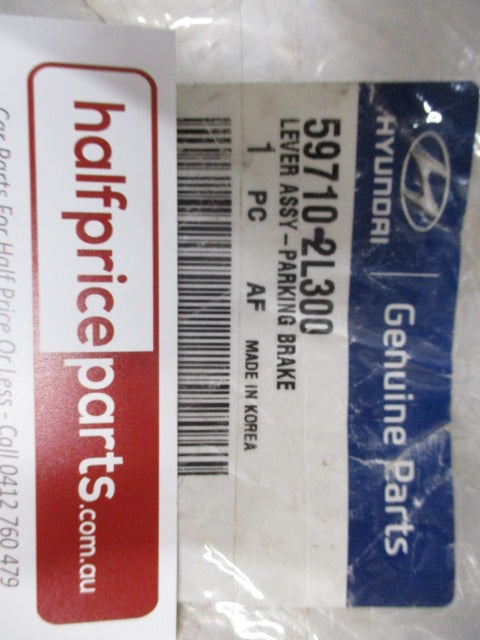 HYUNDAI | Genuine Parts
59710-2L300
LEVER ASSY-PARKING BRAKE
1 PC AF MADE IN KOREA
halfpriceparts.com.au
Car Parts For Half Price Or Less - Call 0412 760 479